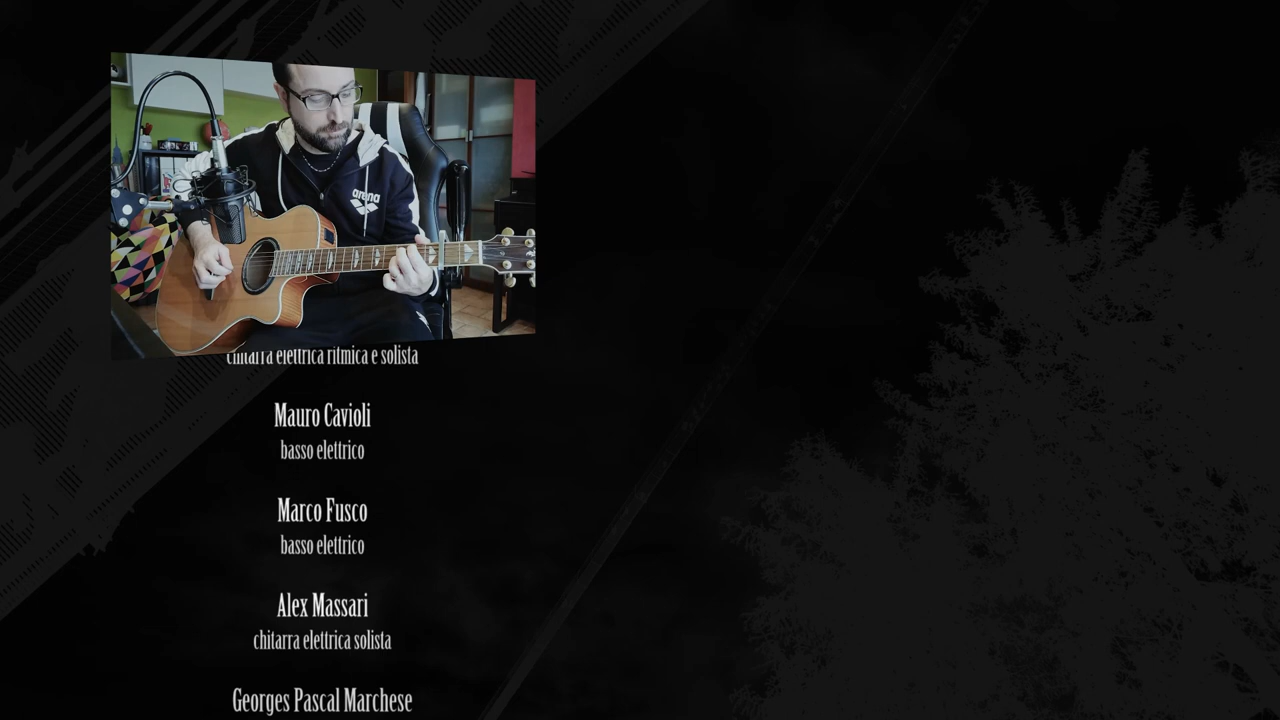 arena
chitarra elettrica ritmica e solista
Mauro Cavioli
basso elettrico
Marco Fusco
basso elettrico
Alex Massari
chitarra elettrica solista
Georges Pascal Marchese